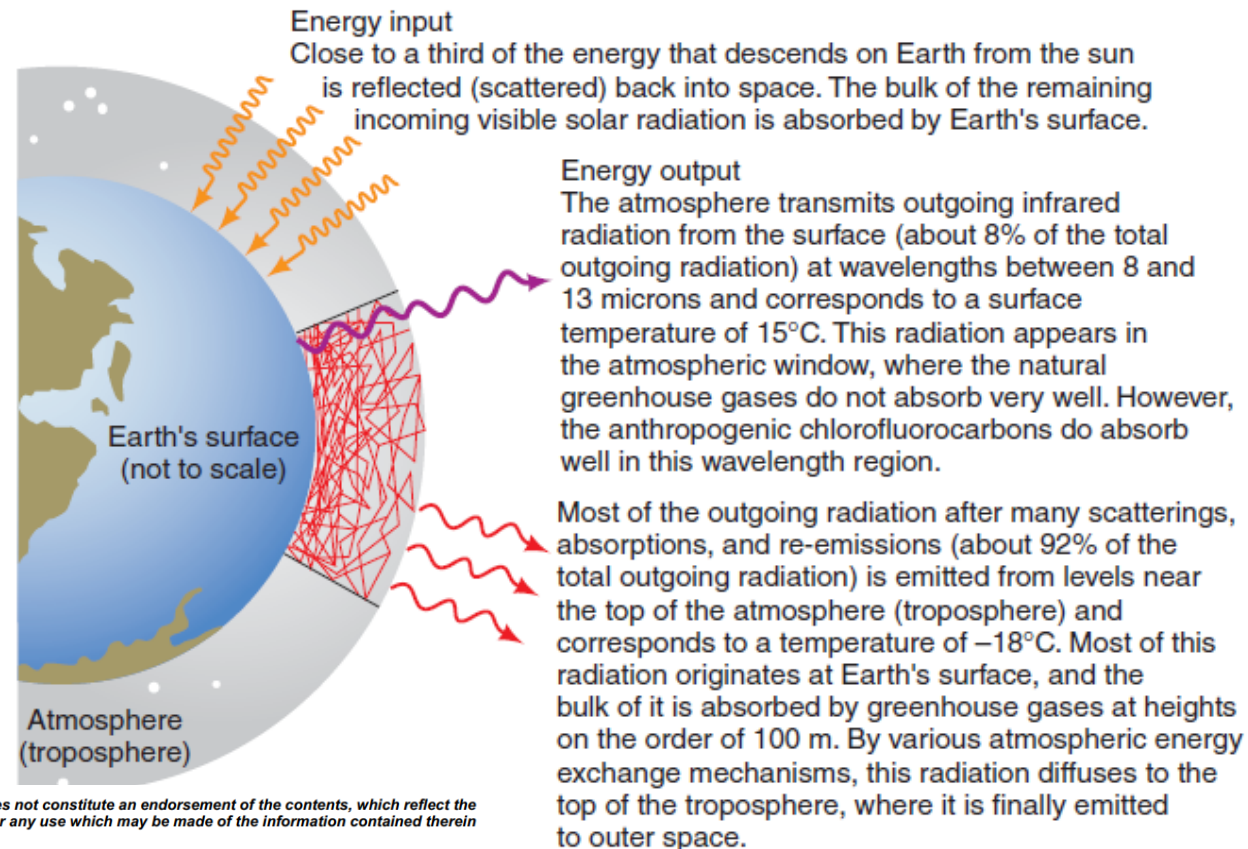 Energy input
Close to a third of the energy that descends on Earth from the sun
is reflected (scattered) back into space. The bulk of the remaining
incoming visible solar radiation is absorbed by Earth's surface.
Energy output
The atmosphere transmits outgoing infrared
radiation from the surface (about 8% of the total
outgoing radiation) at wavelengths between 8 and
13 microns and corresponds to a surface
temperature of 15°C. This radiation appears in
the atmospheric window, where the natural
greenhouse gases do not absorb very well. However,
the anthropogenic chlorofluorocarbons do absorb
well in this wavelength region.
Earth's surface
(not to scale)
Most of the outgoing radiation after many scatterings,
absorptions, and re-emissions (about 92% of the
total outgoing radiation) is emitted from levels near
the top of the atmosphere (troposphere) and
corresponds to a temperature of –18°C. Most of this
radiation originates at Earth's surface, and the
bulk of it is absorbed by greenhouse gases at heights
on the order of 100 m. By various atmospheric energy
exchange mechanisms, this radiation diffuses to the
top of the troposphere, where it is finally emitted
to outer space.
Atmosphere
(troposphere)
not constitute an endorsement of the contents, which reflect the
any use which may be made of the information contained therein